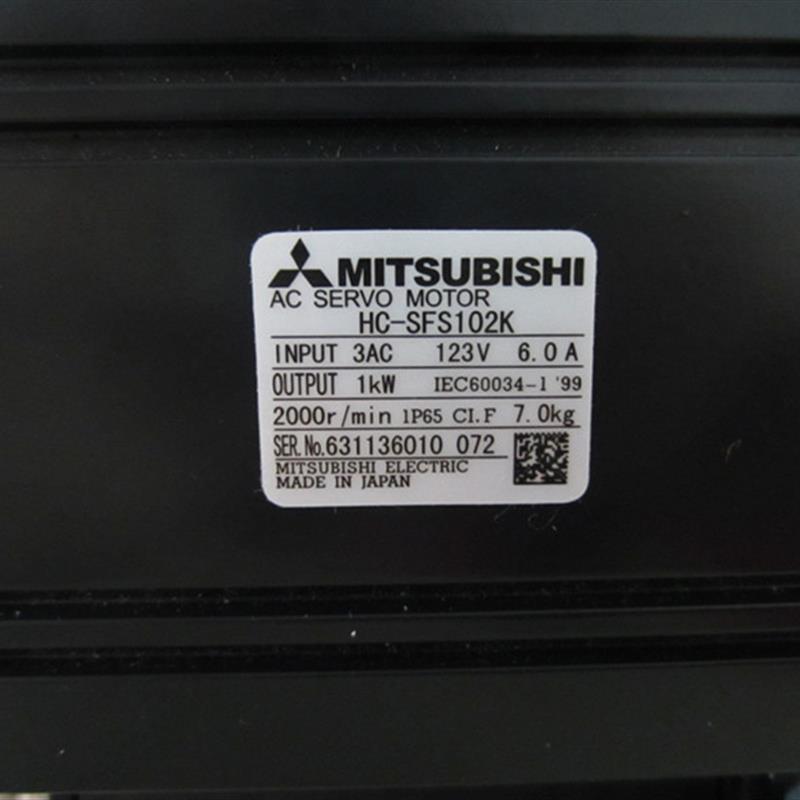 MITSUBISHI
AC SERVO MOTOR
HC-SFS102K
INPUT 3AC 123V 6.0A
OUTPUT 1kW IEC60034-1 '99
2000r/min IP65 CI.F 7.0kg
SER.No.631136010 072
MITSUBISHI ELECTRIC
MADE IN JAPAN